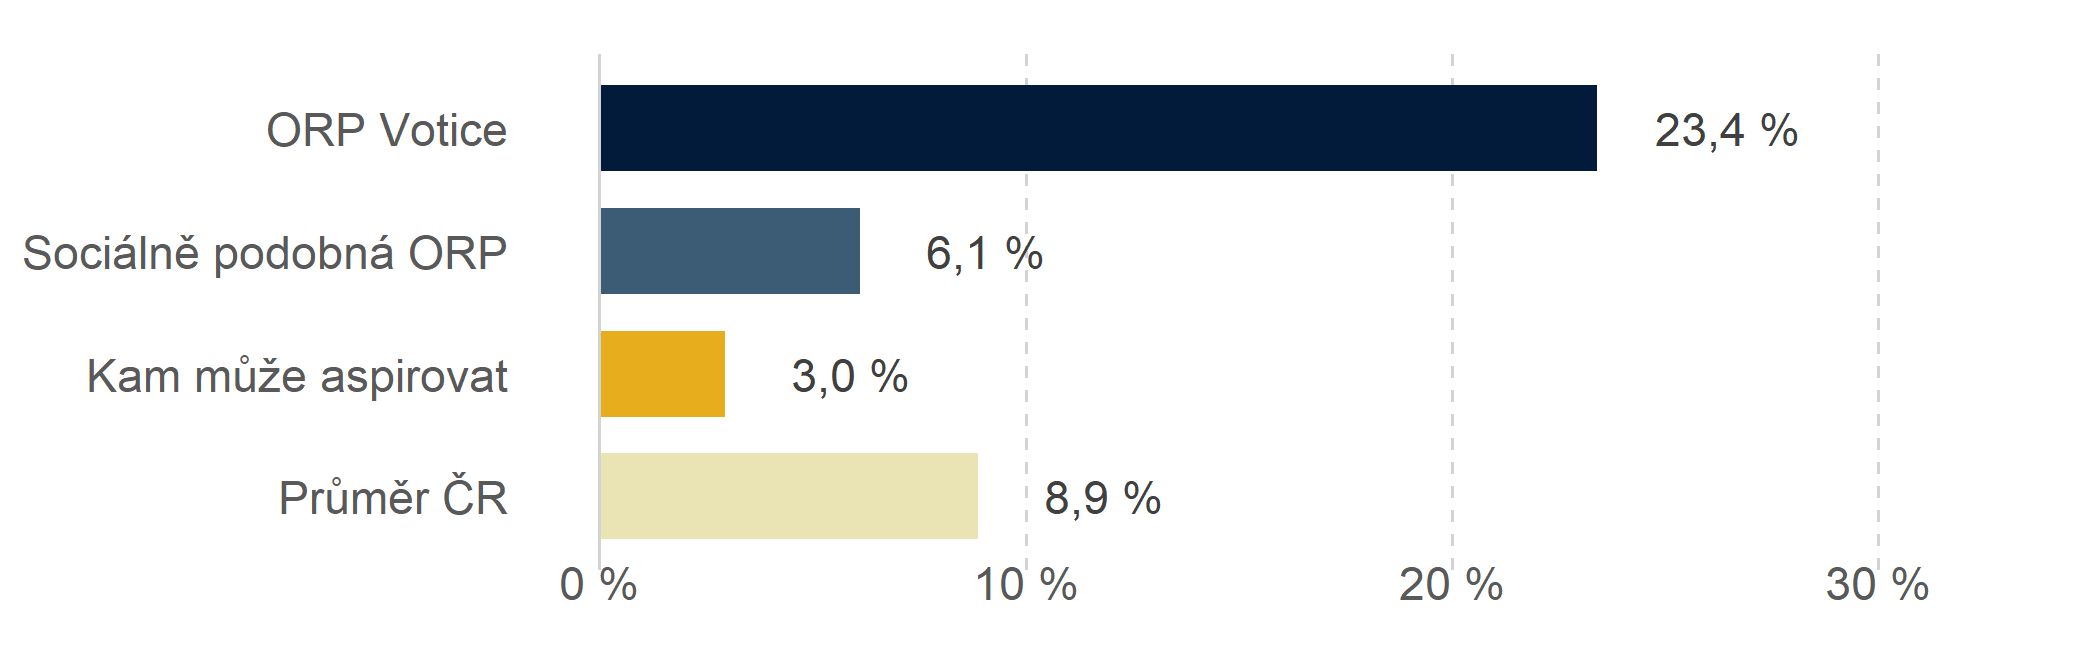 ORP Votice
23,4 %
Sociálně podobná ORP
6,1 %
Kam může aspirovat
3,0 %
Průměr ČR
8,9 %
0 %
10 %
20 %
30 %